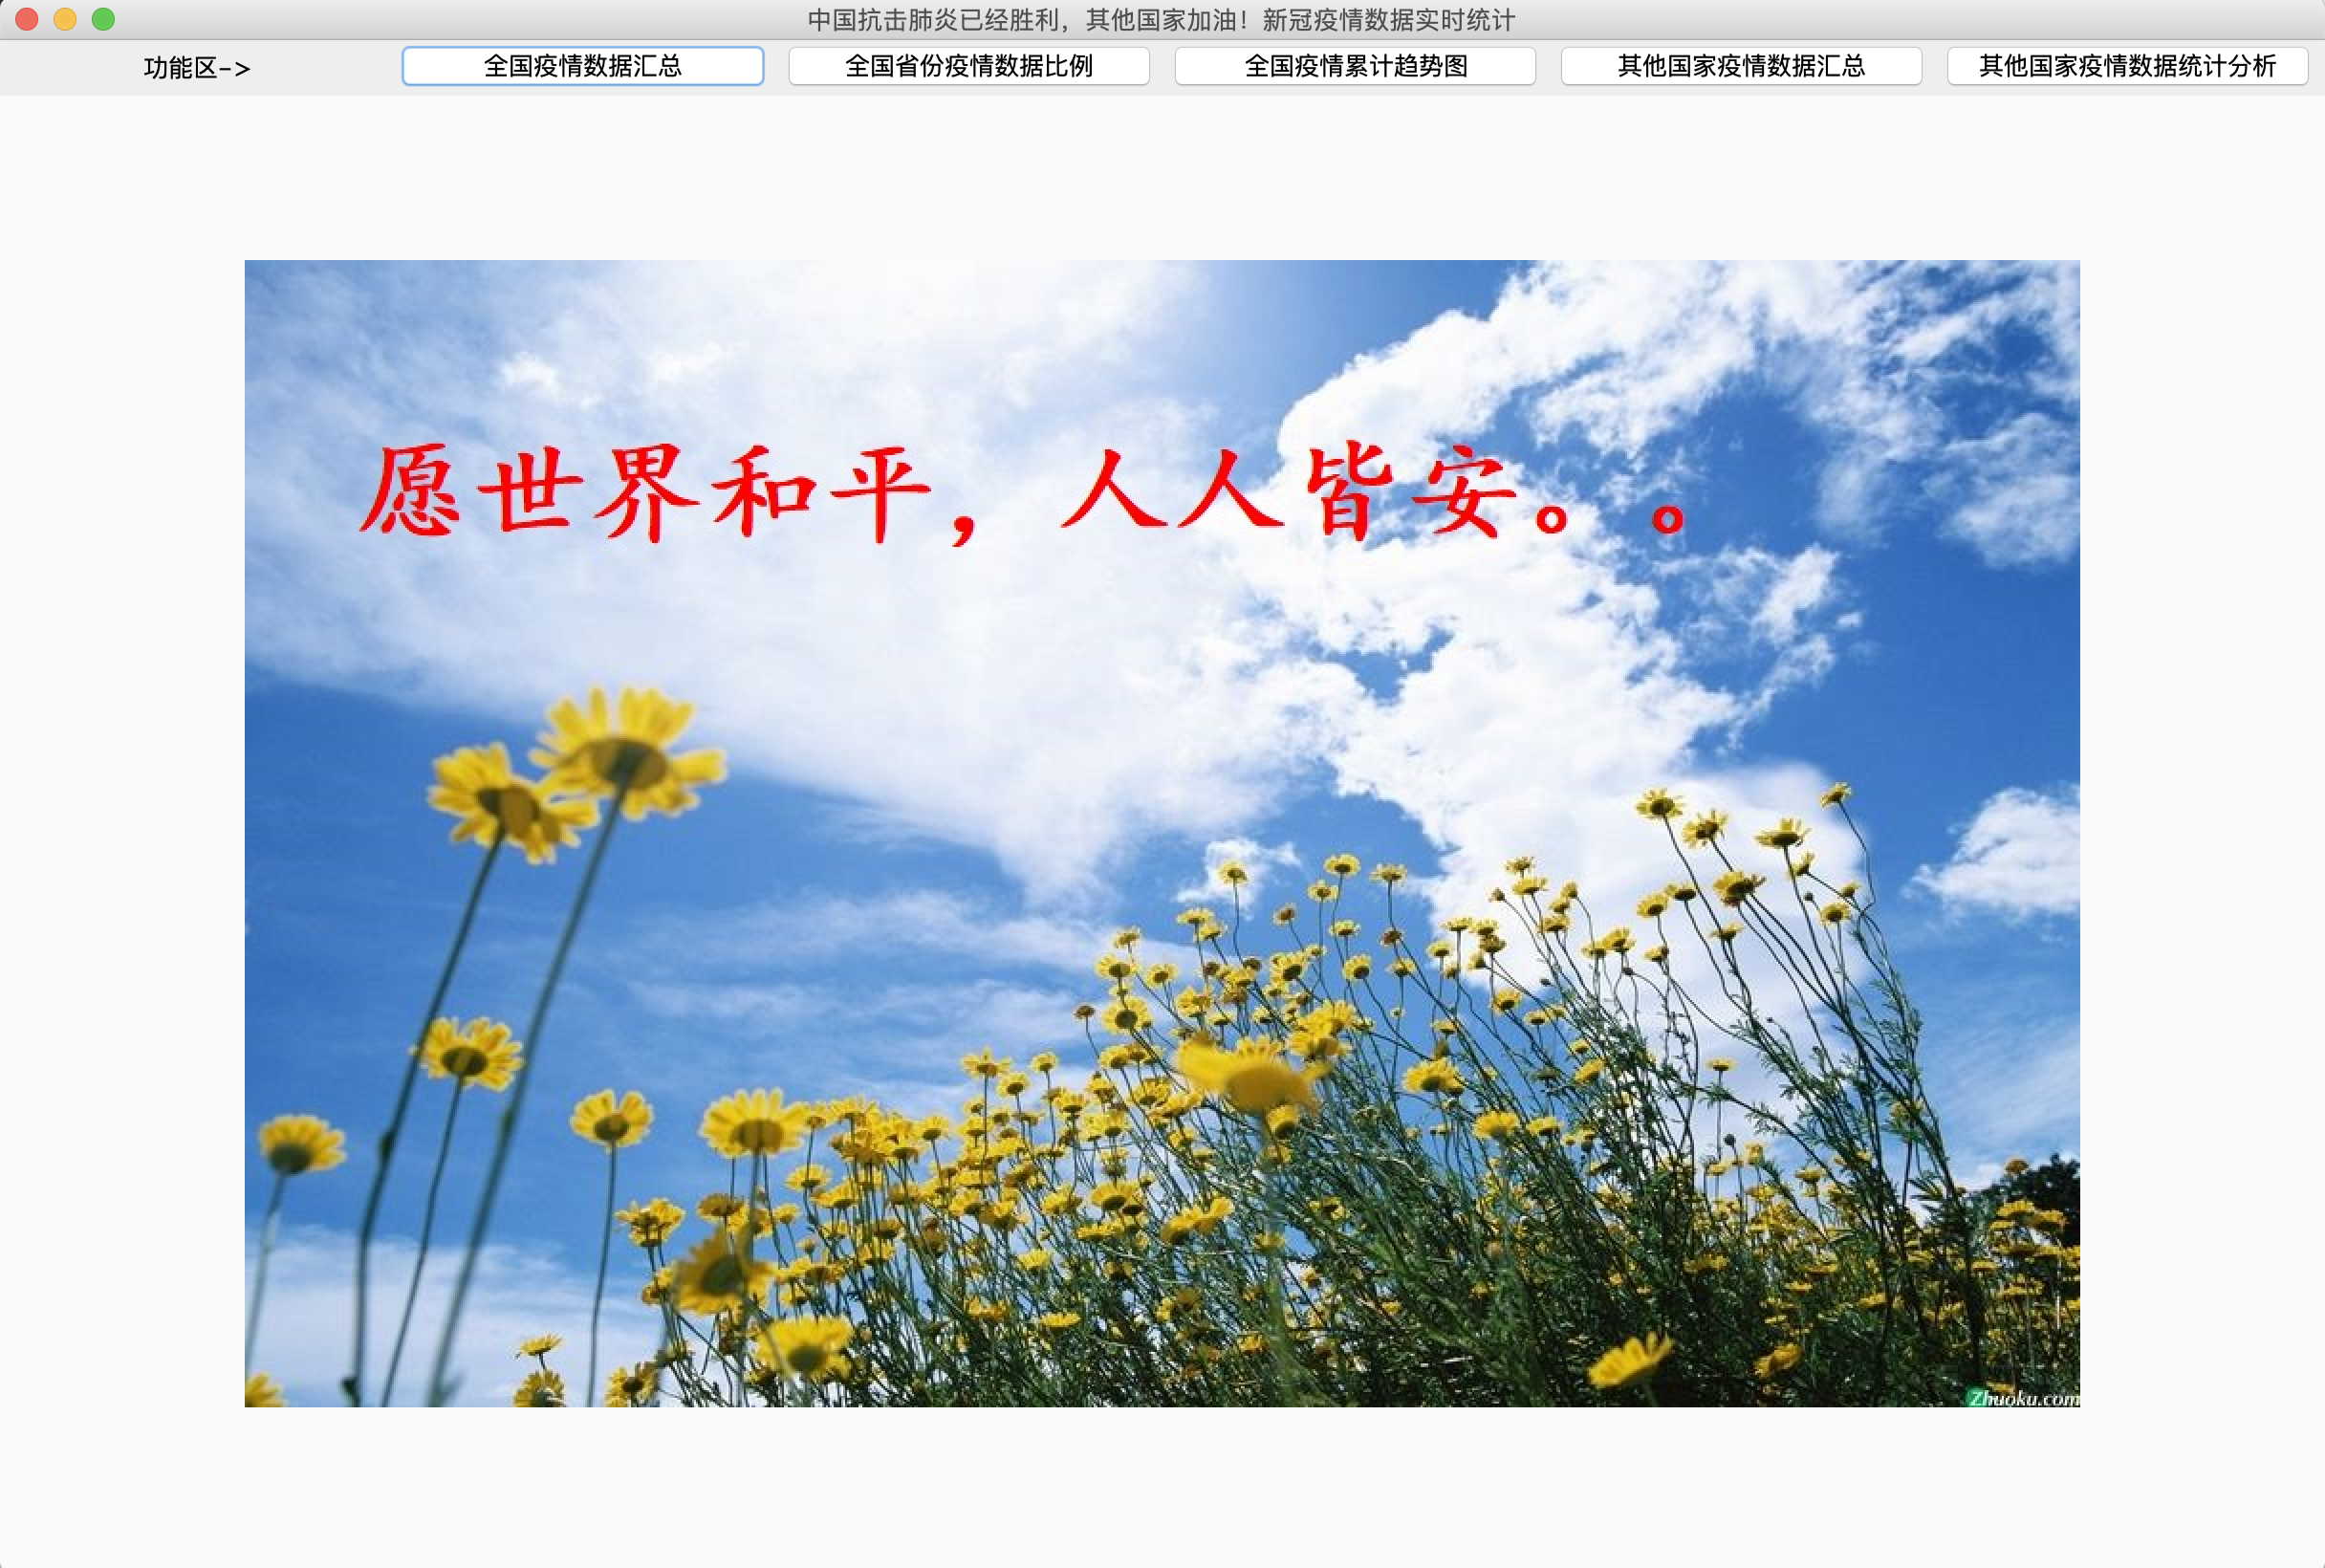 中国抗击肺炎已经胜利，其他国家加油！新冠疫情数据实时统计
功能区-> 全国疫情数据汇总 全国省份疫情数据比例 全国疫情累计趋势图 其他国家疫情数据汇总 其他国家疫情数据统计分析
愿世界和平，人人皆安。。
Zhuoku.com